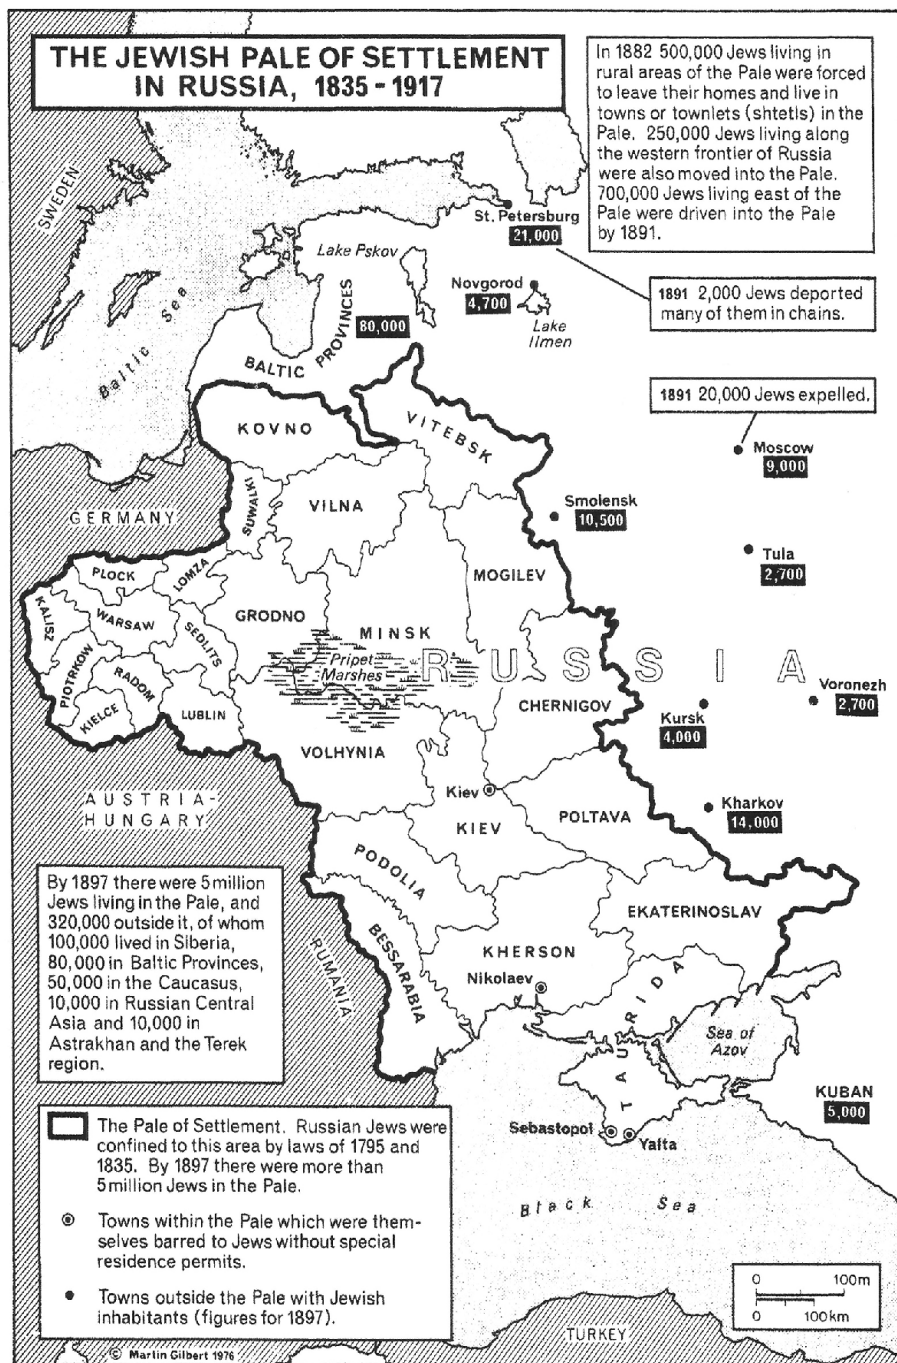 THE JEWISH PALE OF SETTLEMENT
IN RUSSIA, 1835-1917
In 1882 500,000 Jews living in
rural areas of the Pale were forced
to leave their homes and live in
towns or townlets (shtetls) in the
Pale. 250,000 Jews living along
the western frontier of Russia
were also moved into the Pale.
700,000 Jews living east of the
Pale were driven into the Pale
by 1891.
SWEDEN
St. Petersburg
21,000
Lake Pskov
Novgorod
4,700
Lake
Ilmen
1891 2,000 Jews deported
many of them in chains.
80,000
Baltic Sea
BALTIC PROVINCES
1891 20,000 Jews expelled.
KOVNO
VITEBSK
Moscow
9,000
SUWALKI
VILNA
Smolensk
10,500
GERMANY
Tula
2,700
PLOCK
LOMZA
MOGILEV
KALISZ
WARSAW
SEDLITS
GRODNO
MINSK
Pripet
Marshes
RUSSIA
PIOTRKOW
RADOM
KIELCE
LUBLIN
CHERNIGOV
Kursk
4,000
Voronezh
2,700
VOLHYNIA
AUSTRIA-
HUNGARY
Kiev
KIEV
POLTAVA
Kharkov
14,000
PODOLIA
By 1897 there were 5 million
Jews living in the Pale, and
320,000 outside it, of whom
100,000 lived in Siberia,
80,000 in Baltic Provinces,
50,000 in the Caucasus,
10,000 in Russian Central
Asia and 10,000 in
Astrakhan and the Terek
region.
RUMANIA
BESSARABIA
KHERSON
EKATERINOSLAV
Nikolaev
TAURIDA
Sea of
Azov
KUBAN
5,000
Sebastopol
Yalta
Black Sea
The Pale of Settlement. Russian Jews were
confined to this area by laws of 1795 and
1835. By 1897 there were more than
5 million Jews in the Pale.
Towns within the Pale which were them-
selves barred to Jews without special
residence permits.
Towns outside the Pale with Jewish
inhabitants (figures for 1897).
0 100m
0 100km
TURKEY
© Martin Gilbert 1976